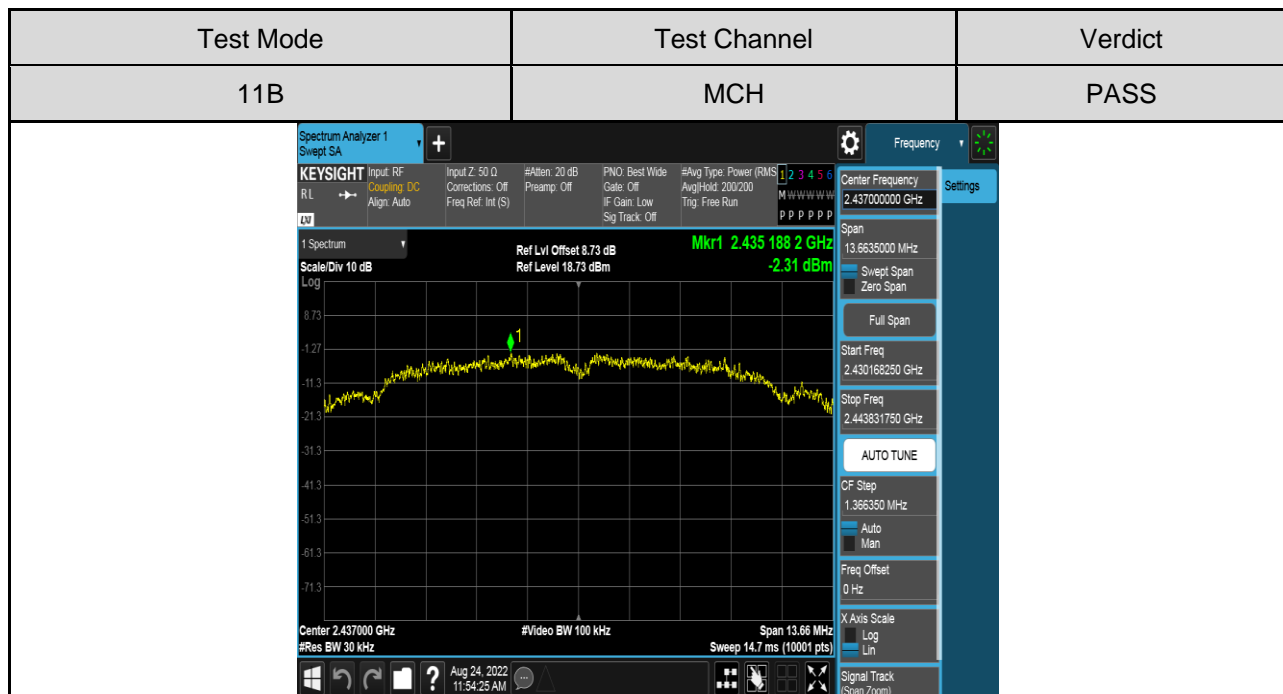 Test Mode Test Channel Verdict
11B MCH PASS
Spectrum Analyzer 1
Swept SA
Frequency
Settings
KEYSIGHT Input: RF Input Z: 50 Ω #Atten: 20 dB PNO: Best Wide #Avg Type: Power (RMS 1 2 3 4 5 6
RL Coupling: DC Corrections: Off Preamp: Off Gate: Off Avg|Hold: 200/200 M W W W W W
Align: Auto Freq Ref: Int (S) IF Gain: Low Trig: Free Run
LXI Sig Track: Off P P P P P P
1 Spectrum Ref Lvl Offset 8.73 dB Mkr1 2.435 188 2 GHz
Scale/Div 10 dB Ref Level 18.73 dBm -2.31 dBm
Log
8.73
1
-1.27
-11.3
-21.3
-31.3
-41.3
-51.3
-61.3
-71.3
Center 2.437000 GHz #Video BW 100 kHz Span 13.66 MHz
#Res BW 30 kHz Sweep 14.7 ms (10001 pts)
Aug 24, 2022
11:54:25 AM
Center Frequency
2.437000000 GHz
Span
13.6635000 MHz
Swept Span
Zero Span
Full Span
Start Freq
2.430168250 GHz
Stop Freq
2.443831750 GHz
AUTO TUNE
CF Step
1.366350 MHz
Auto
Man
Freq Offset
0 Hz
X Axis Scale
Log
Lin
Signal Track
(Span Zoom)